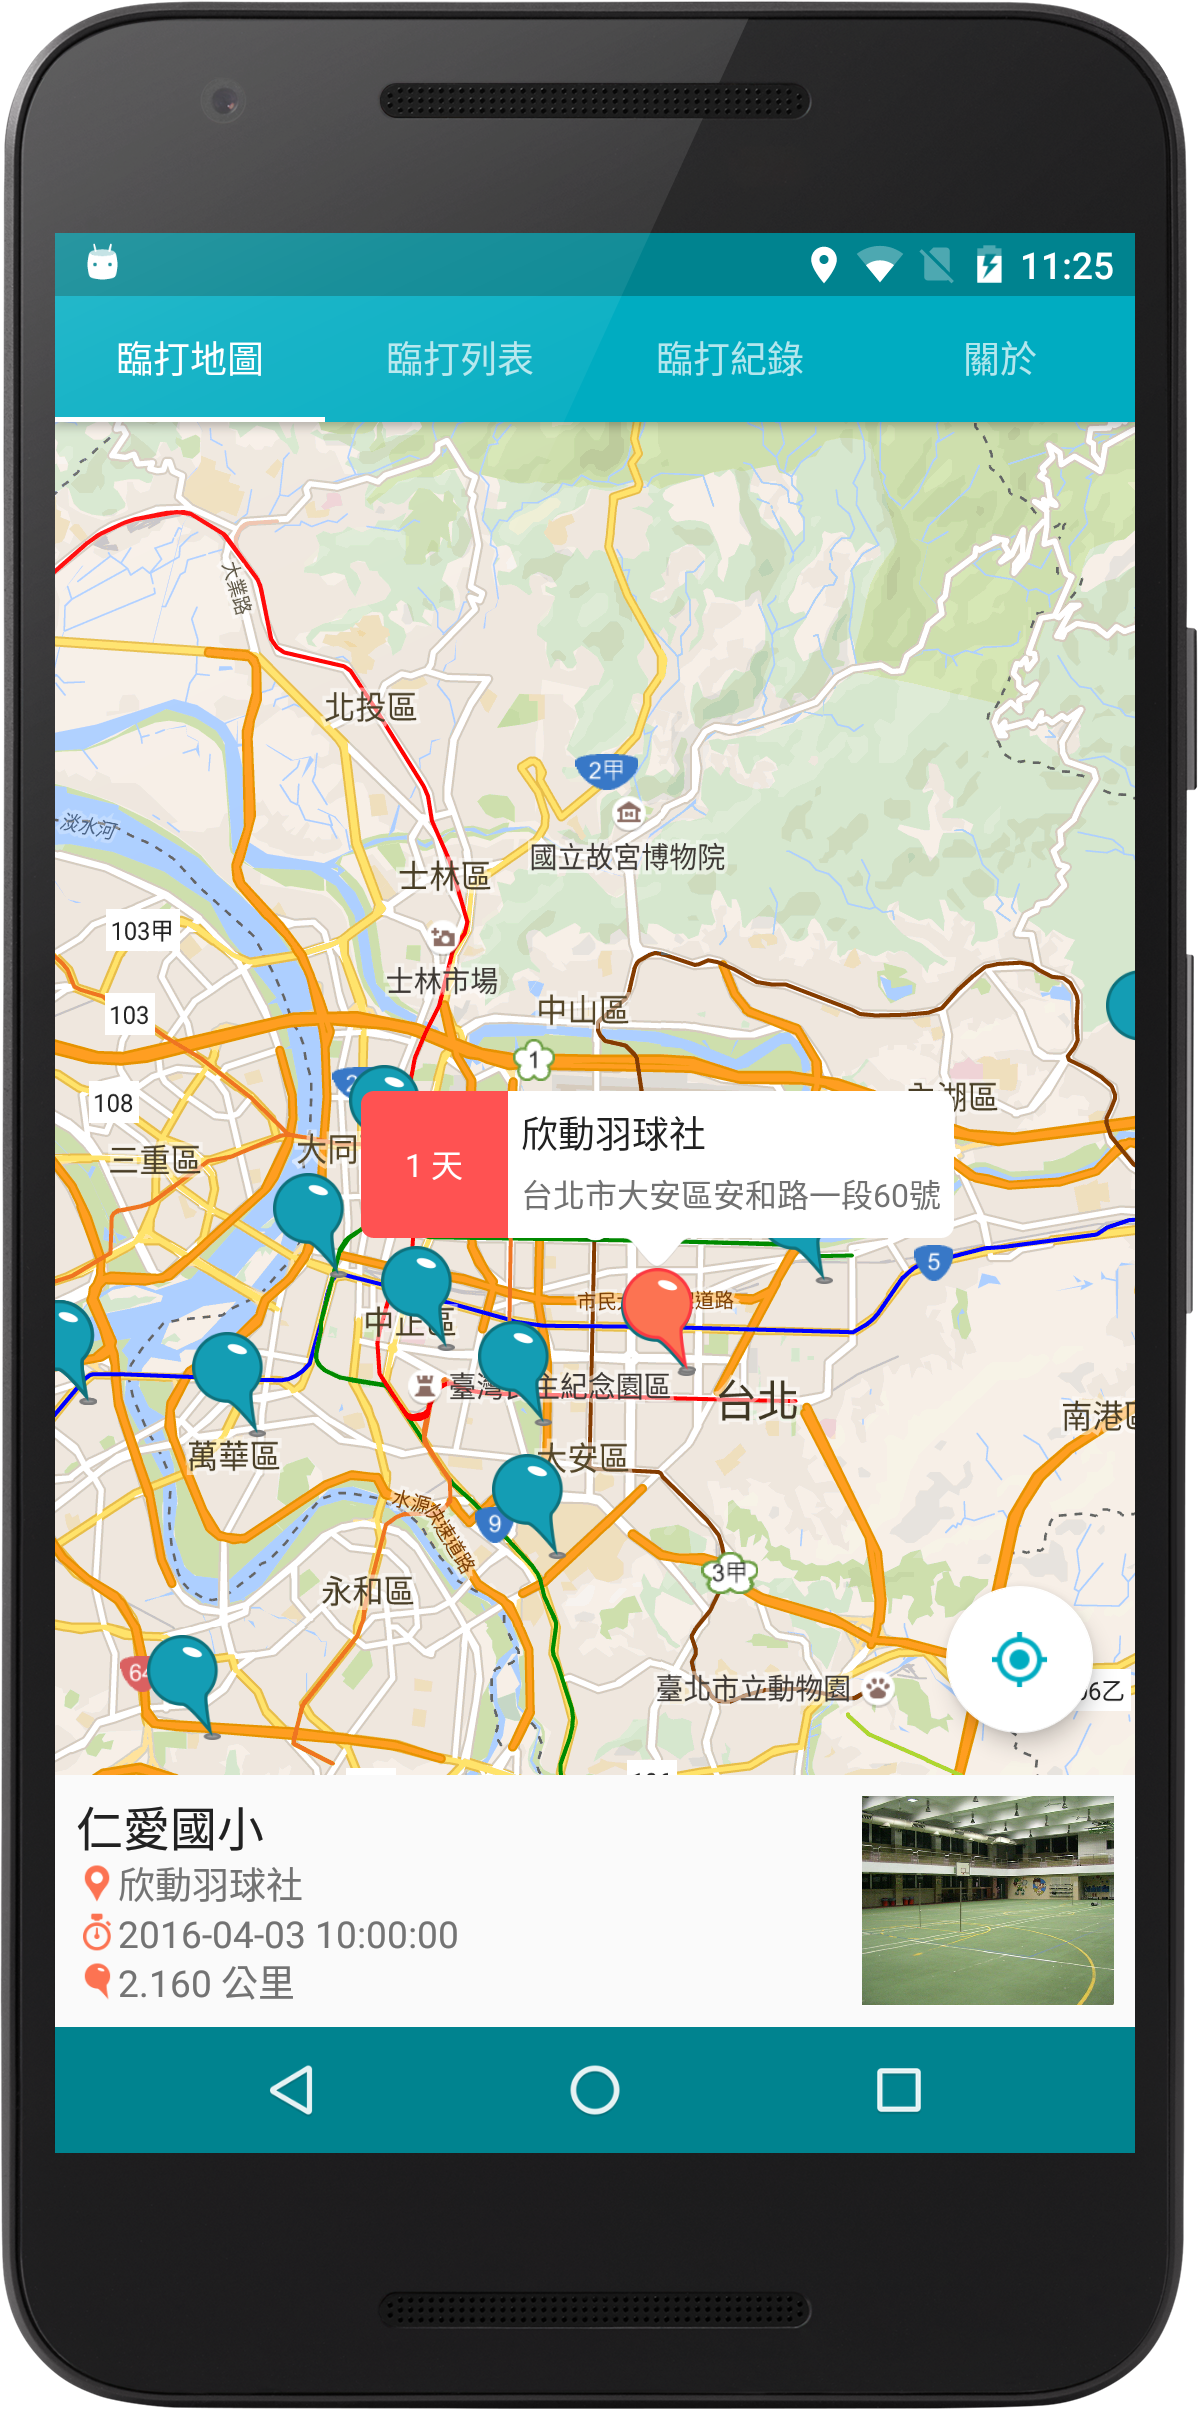 11:25
臨打地圖
臨打列表
臨打紀錄
關於
大業路
北投區
2甲
淡水河
國立故宮博物院
士林區
103甲
士林市場
103
中山區
1
108
湖區
大同
三重區
1 天
欣動羽球社
台北市大安區安和路一段60號
5
市民
道路
中正區
臺灣
主紀念園區
台北
南港區
大安區
萬華區
水源快速道路
9
3甲
永和區
64
臺北市立動物園
6乙
仁愛國小
欣動羽球社
2016-04-03 10:00:00
2.160 公里